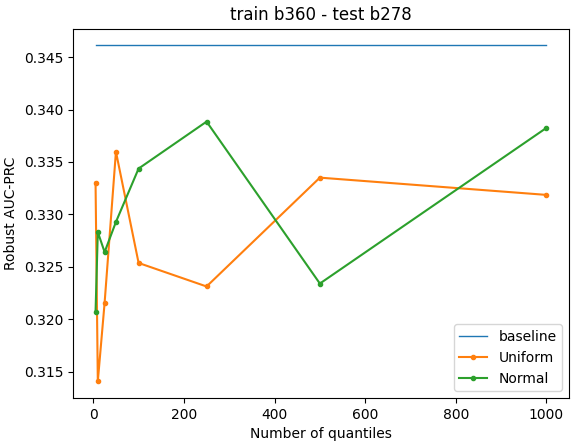 train b360 - test b278
Robust AUC-PRC
0.345
0.340
0.335
0.330
0.325
0.320
0.315
0 200 400 600 800 1000
Number of quantiles
baseline
Uniform
Normal